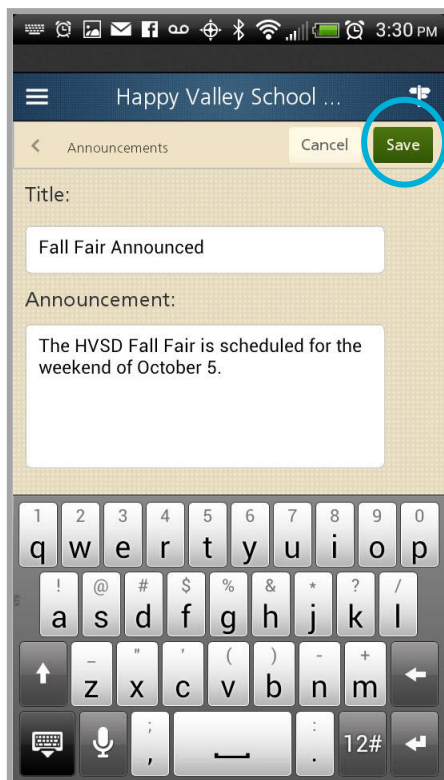 3:30 PM
Happy Valley School ...
Announcements
Cancel
Save
Title:
Fall Fair Announced
Announcement:
The HVSD Fall Fair is scheduled for the
weekend of October 5.
1 2 3 4 5 6 7 8 9 0
q w e r t y u i o p
! @ # $ % & * ? /
a s d f g h j k l
_ " ' ( ) - +
z x c v b n m
; :
, . 12#